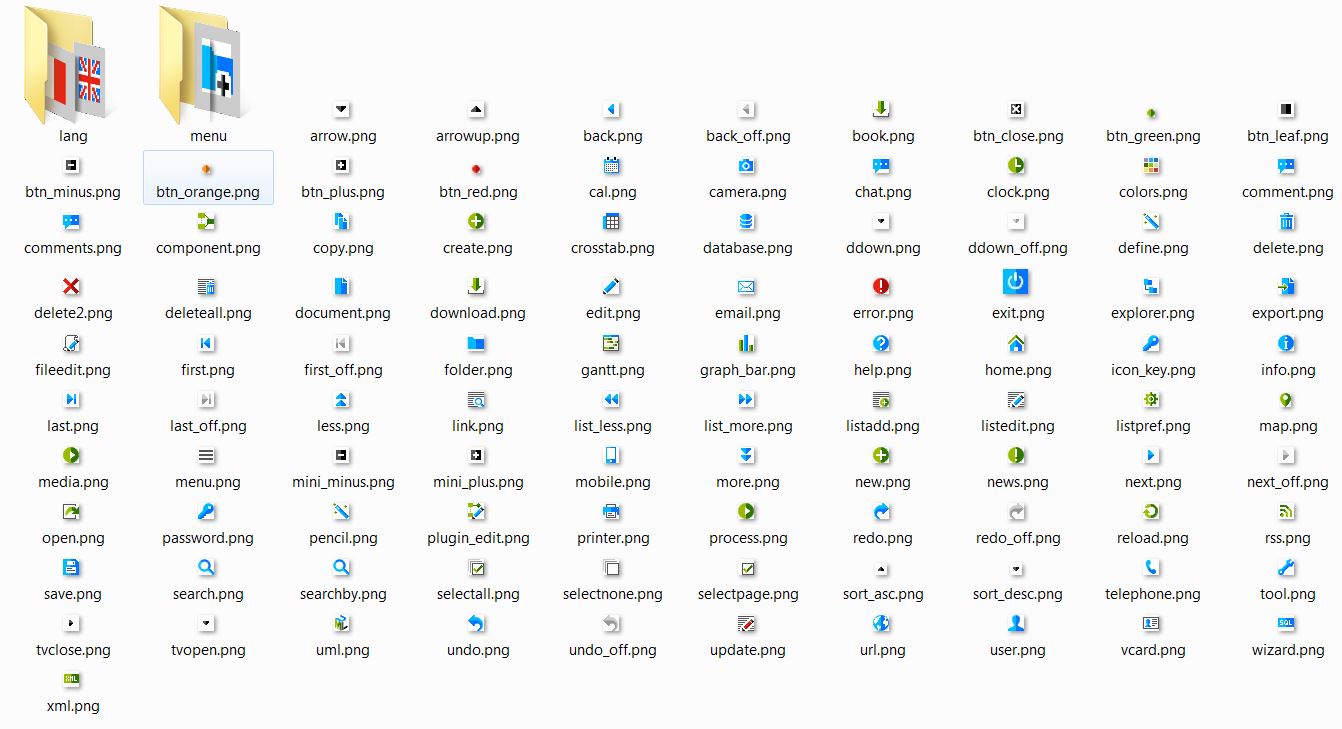 lang menu arrow.png arrowup.png back.png back_off.png book.png btn_close.png btn_green.png btn_leaf.png
btn_minus.png btn_orange.png btn_plus.png btn_red.png cal.png camera.png chat.png clock.png colors.png comment.png
comments.png component.png copy.png create.png crosstab.png database.png ddown.png ddown_off.png define.png delete.png
delete2.png deleteall.png document.png download.png edit.png email.png error.png exit.png explorer.png export.png
fileedit.png first.png first_off.png folder.png gantt.png graph_bar.png help.png home.png icon_key.png info.png
last.png last_off.png less.png link.png list_less.png list_more.png listadd.png listedit.png listpref.png map.png
media.png menu.png mini_minus.png mini_plus.png mobile.png more.png new.png news.png next.png next_off.png
open.png password.png pencil.png plugin_edit.png printer.png process.png redo.png redo_off.png reload.png rss.png
save.png search.png searchby.png selectall.png selectnone.png selectpage.png sort_asc.png sort_desc.png telephone.png tool.png
SQL
tvclose.png tvopen.png uml.png undo.png undo_off.png update.png url.png user.png vcard.png wizard.png
XML
xml.png